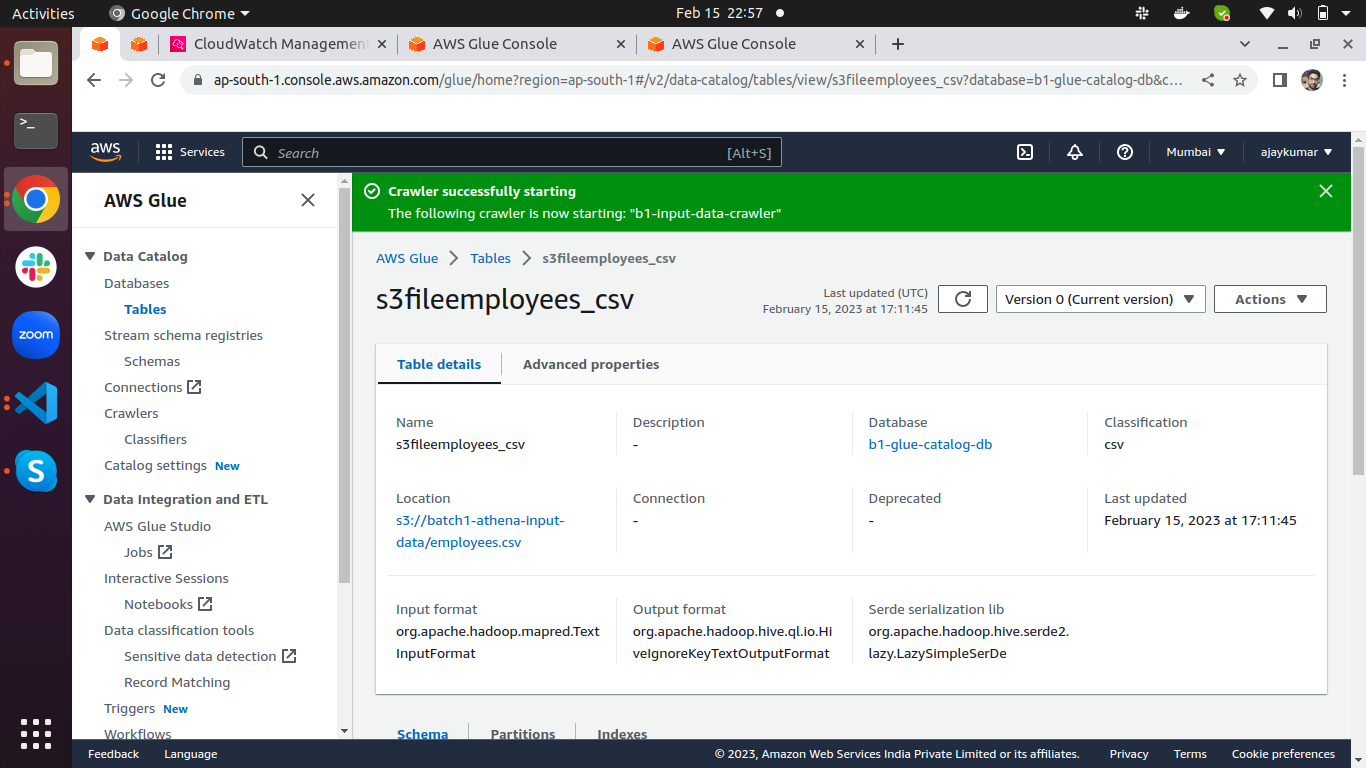 Activities
Google Chrome
Feb 15 22:57
CloudWatch Managemen
AWS Glue Console
AWS Glue Console
ap-south-1.console.aws.amazon.com/glue/home?region=ap-south-1#/v2/data-catalog/tables/view/s3fileemployees_csv?database=b1-glue-catalog-db&c...
aws
Services
Search
[Alt+S]
Mumbai
ajaykumar
AWS Glue
Data Catalog
Databases
Tables
Stream schema registries
Schemas
Connections
Crawlers
Classifiers
Catalog settings New
Data Integration and ETL
AWS Glue Studio
Jobs
Interactive Sessions
Notebooks
Data classification tools
Sensitive data detection
Record Matching
Triggers New
Workflows
Crawler successfully starting
The following crawler is now starting: "b1-input-data-crawler"
AWS Glue
Tables
s3fileemployees_csv
s3fileemployees_csv
Last updated (UTC)
February 15, 2023 at 17:11:45
Version 0 (Current version)
Actions
Table details
Advanced properties
Name
s3fileemployees_csv
Description
-
Database
b1-glue-catalog-db
Classification
csv
Location
s3://batch1-athena-input-
data/employees.csv
Connection
-
Deprecated
-
Last updated
February 15, 2023 at 17:11:45
Input format
org.apache.hadoop.mapred.Text
InputFormat
Output format
org.apache.hadoop.hive.ql.io.Hi
veIgnoreKeyTextOutputFormat
Serde serialization lib
org.apache.hadoop.hive.serde2.
lazy.LazySimpleSerDe
Schema
Partitions
Indexes
zoom
S
>_
Feedback
Language
© 2023, Amazon Web Services India Private Limited or its affiliates.
Privacy
Terms
Cookie preferences